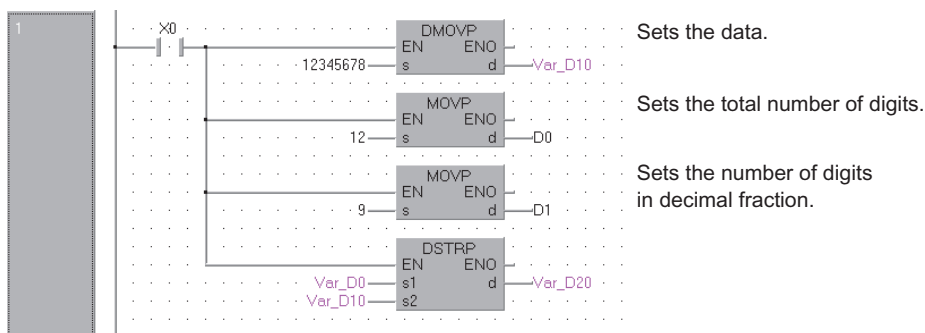 1
X0
DMOVP
EN ENO
12345678 s d Var_D10
Sets the data.
MOVP
EN ENO
12 s d D0
Sets the total number of digits.
MOVP
EN ENO
9 s d D1
Sets the number of digits
in decimal fraction.
DSTRP
EN ENO
Var_D0 s1 d Var_D20
Var_D10 s2